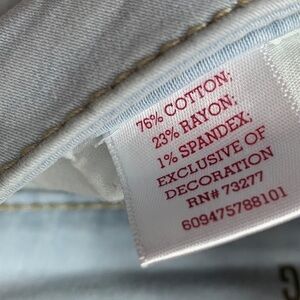 76% COTTON;
23% RAYON;
1% SPANDEX;
EXCLUSIVE OF
DECORATION
RN# 73277
609475788101